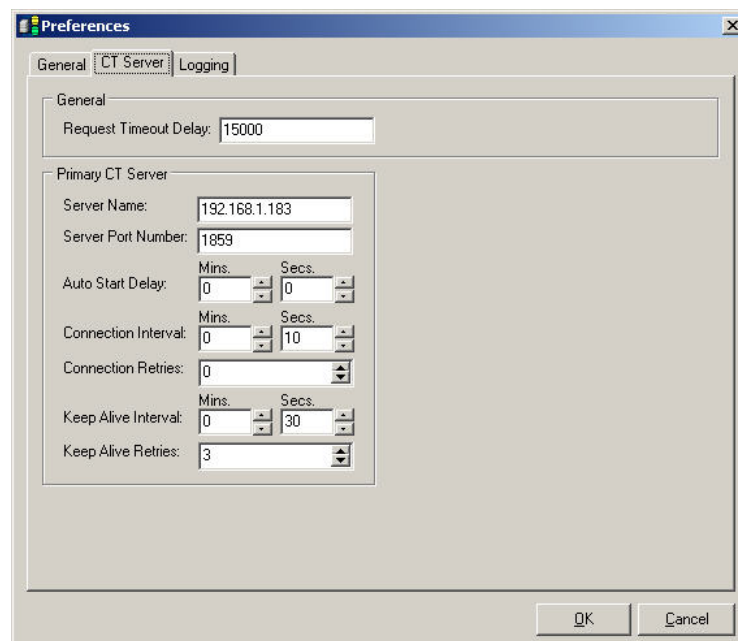 Preferences
General CT Server Logging
General
Request Timeout Delay: 15000
Primary CT Server
Server Name: 192.168.1.183
Server Port Number: 1859
Mins. Secs.
Auto Start Delay: 0 0
Mins. Secs.
Connection Interval: 0 10
Connection Retries: 0
Mins. Secs.
Keep Alive Interval: 0 30
Keep Alive Retries: 3
OK Cancel